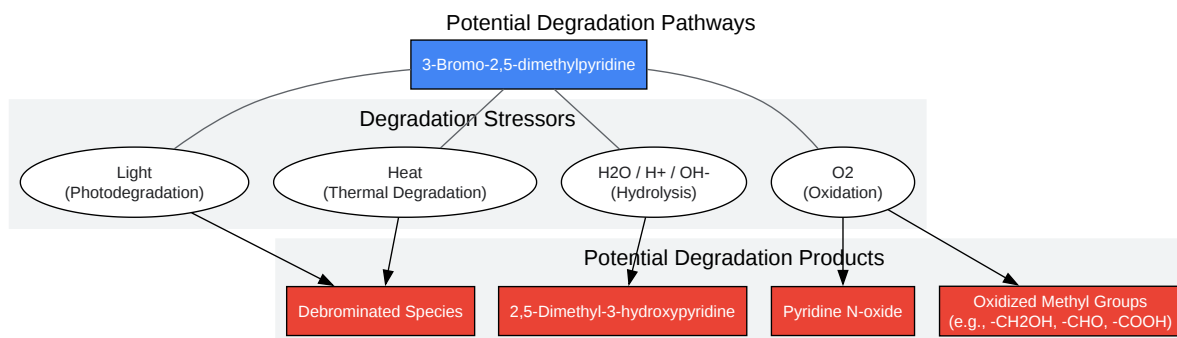 Potential Degradation Pathways
3-Bromo-2,5-dimethylpyridine
Degradation Stressors
Light
(Photodegradation)
Heat
(Thermal Degradation)
H2O / H+ / OH-
(Hydrolysis)
O2
(Oxidation)
Potential Degradation Products
Debrominated Species
2,5-Dimethyl-3-hydroxypyridine
Pyridine N-oxide
Oxidized Methyl Groups
(e.g., -CH2OH, -CHO, -COOH)